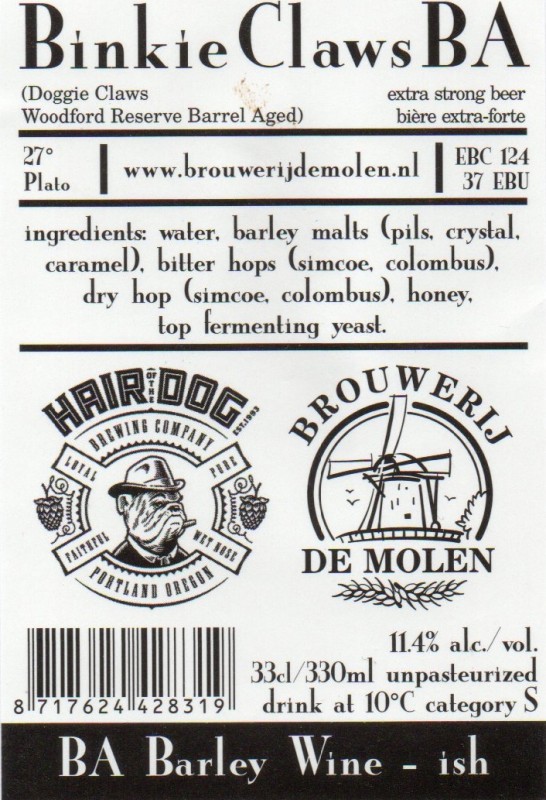 Binkie Claws BA
(Doggie Claws
Woodford Reserve Barrel Aged)
extra strong beer
bière extra-forte
27°
Plato
www.brouwerijdemolen.nl
EBC 124
37 EBU
ingredients: water, barley malts (pils, crystal,
caramel), bitter hops (simcoe, colombus),
dry hop (simcoe, colombus), honey,
top fermenting yeast.
HAIR OF THE DOG
EST. 1993
BREWING COMPANY
LOYAL
PURE
FAITHFUL
WET NOSE
PORTLAND OREGON
BROUWERIJ
DE MOLEN
11.4% alc./vol.
33cl/330ml unpasteurized
drink at 10°C category S
8 717624 428319
BA Barley Wine - ish